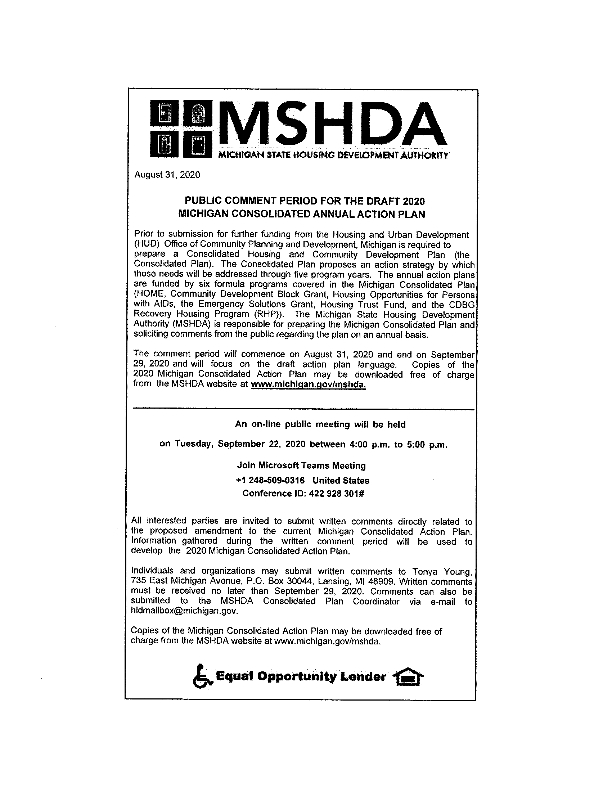 MSHDA
MICHIGAN STATE HOUSING DEVELOPMENT AUTHORITY
August 31, 2020
PUBLIC COMMENT PERIOD FOR THE DRAFT 2020
MICHIGAN CONSOLIDATED ANNUAL ACTION PLAN
Prior to submission for further funding from the Housing and Urban Development
(HUD) Office of Community Planning and Development, Michigan is required to
prepare a Consolidated Housing and Community Development Plan (the
Consolidated Plan). The Consolidated Plan proposes an action strategy by which
those needs will be addressed through five program years. The annual action plans
are funded by six formula programs covered in the Michigan Consolidated Plan
(HOME, Community Development Block Grant, Housing Opportunities for Persons
with AIDs, the Emergency Solutions Grant, Housing Trust Fund, and the CDBG
Recovery Housing Program (RHP)). The Michigan State Housing Development
Authority (MSHDA) is responsible for preparing the Michigan Consolidated Plan and
soliciting comments from the public regarding the plan on an annual basis.
The comment period will commence on August 31, 2020 and end on September
29, 2020 and will focus on the draft action plan language. Copies of the
2020 Michigan Consolidated Action Plan may be downloaded free of charge
from the MSHDA website at www.michigan.gov/mshda.
An on-line public meeting will be held
on Tuesday, September 22, 2020 between 4:00 p.m. to 5:00 p.m.
Join Microsoft Teams Meeting
+1 248-509-0316 United States
Conference ID: 422 928 301#
All interested parties are invited to submit written comments directly related to
the proposed amendment to the current Michigan Consolidated Action Plan.
Information gathered during the written comment period will be used to
develop the 2020 Michigan Consolidated Action Plan.
Individuals and organizations may submit written comments to Tonya Young,
735 East Michigan Avenue, P.O. Box 30044, Lansing, MI 48909. Written comments
must be received no later than September 29, 2020. Comments can also be
submitted to the MSHDA Consolidated Plan Coordinator via e-mail to
hidmailbox@michigan.gov.
Copies of the Michigan Consolidated Action Plan may be downloaded free of
charge from the MSHDA website at www.michigan.gov/mshda.
Equal Opportunity Lender